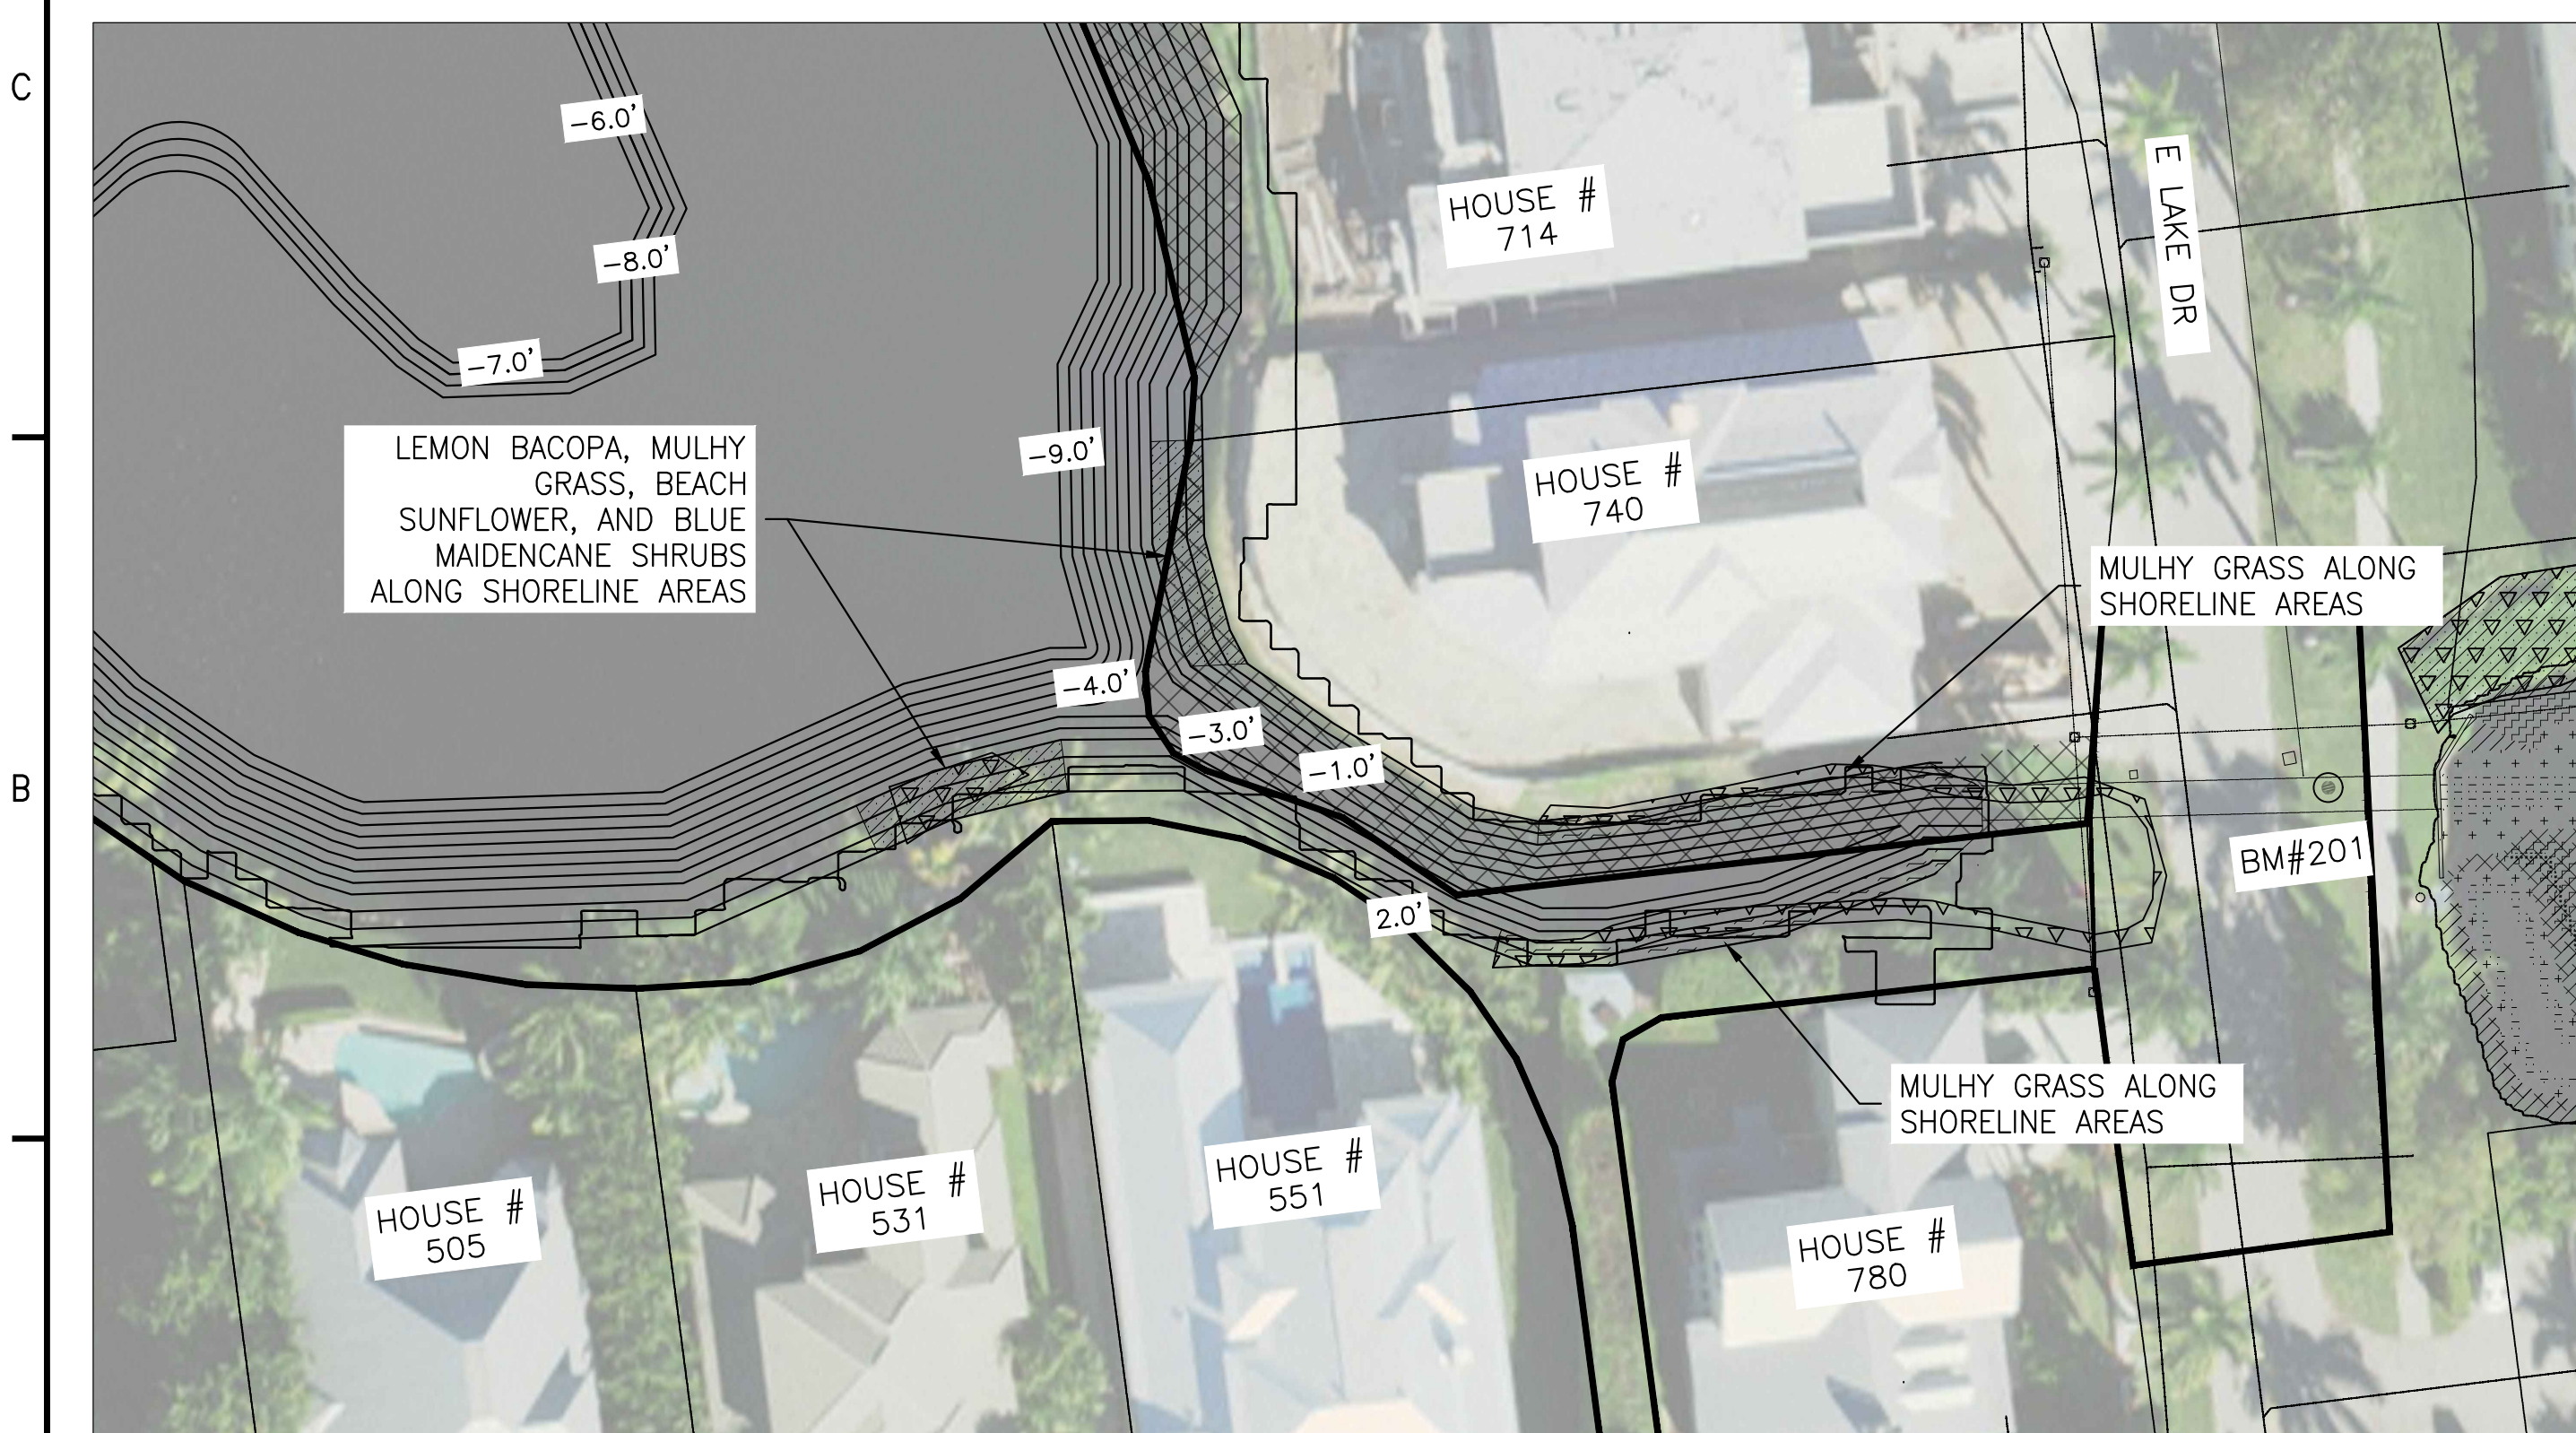 C
-6.0'
E LAKE DR
HOUSE #
714
-8.0'
-7.0'
LEMON BACOPA, MULHY
GRASS, BEACH
SUNFLOWER, AND BLUE
MAIDENCANE SHRUBS
ALONG SHORELINE AREAS
-9.0'
HOUSE #
740
MULHY GRASS ALONG
SHORELINE AREAS
-4.0'
-3.0'
-1.0'
B
BM#201
2.0'
MULHY GRASS ALONG
SHORELINE AREAS
HOUSE #
505
HOUSE #
531
HOUSE #
551
HOUSE #
780